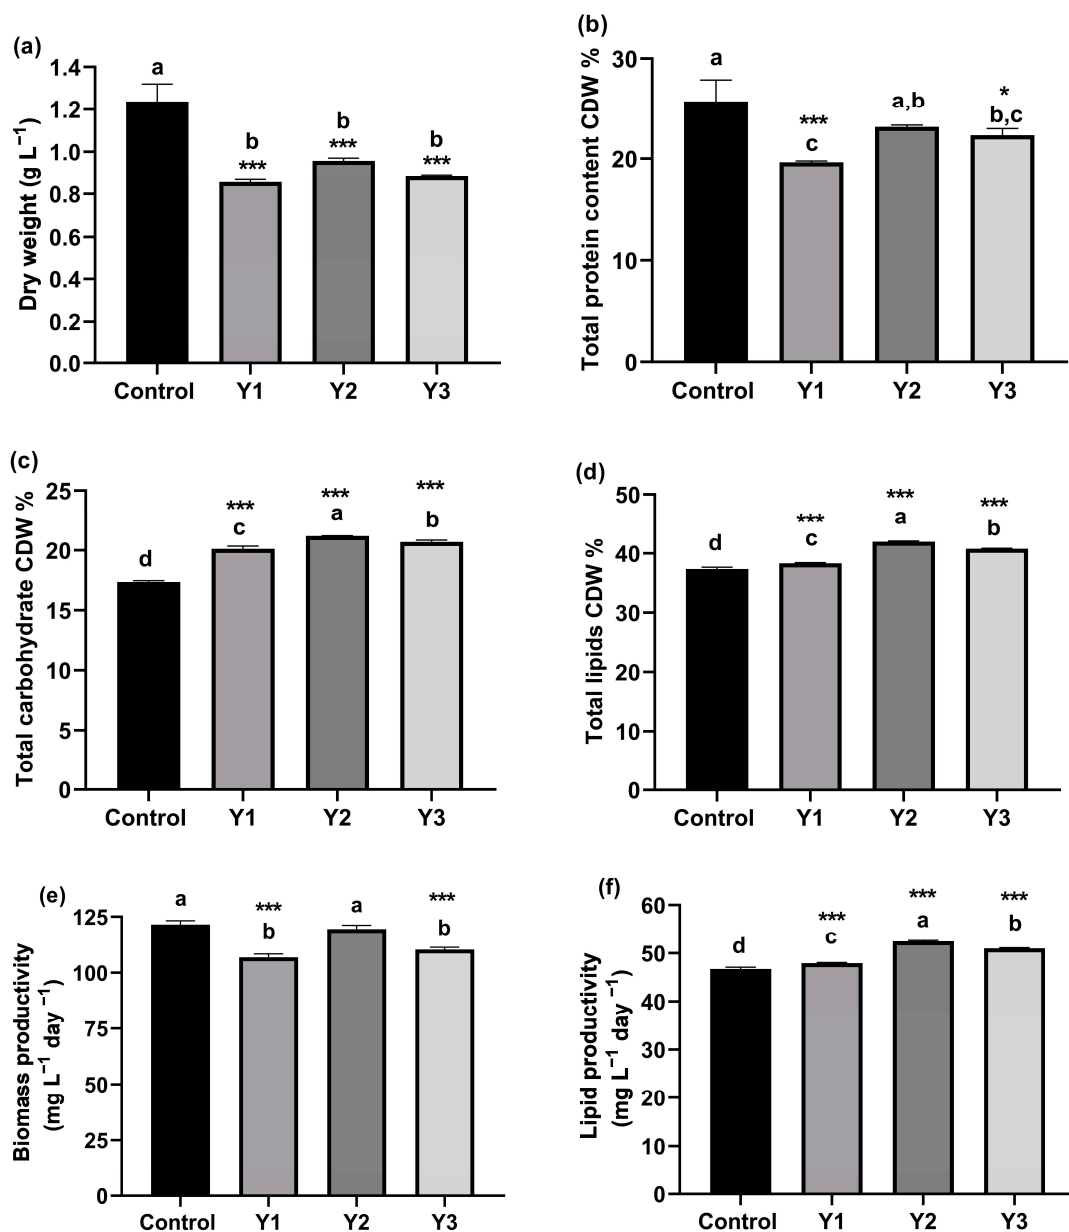 (a)
Dry weight (g L⁻¹)
1.4
1.2
1.0
0.8
0.6
0.4
0.2
0.0
a
b
***
b
***
b
***
Control Y1 Y2 Y3
(b)
Total protein content CDW %
30
20
10
0
a
***
c
a,b
*
b,c
Control Y1 Y2 Y3
(c)
Total carbohydrate CDW %
25
20
15
10
5
0
d
***
c
***
a
***
b
Control Y1 Y2 Y3
(d)
Total lipids CDW %
50
40
30
20
10
0
d
***
c
***
a
***
b
Control Y1 Y2 Y3
(e)
Biomass productivity
(mg L⁻¹ day ⁻¹)
125
100
75
50
25
0
a
***
b
a
***
b
Control Y1 Y2 Y3
(f)
Lipid productivity
(mg L⁻¹ day ⁻¹)
60
50
40
30
20
10
0
d
***
c
***
a
***
b
Control Y1 Y2 Y3